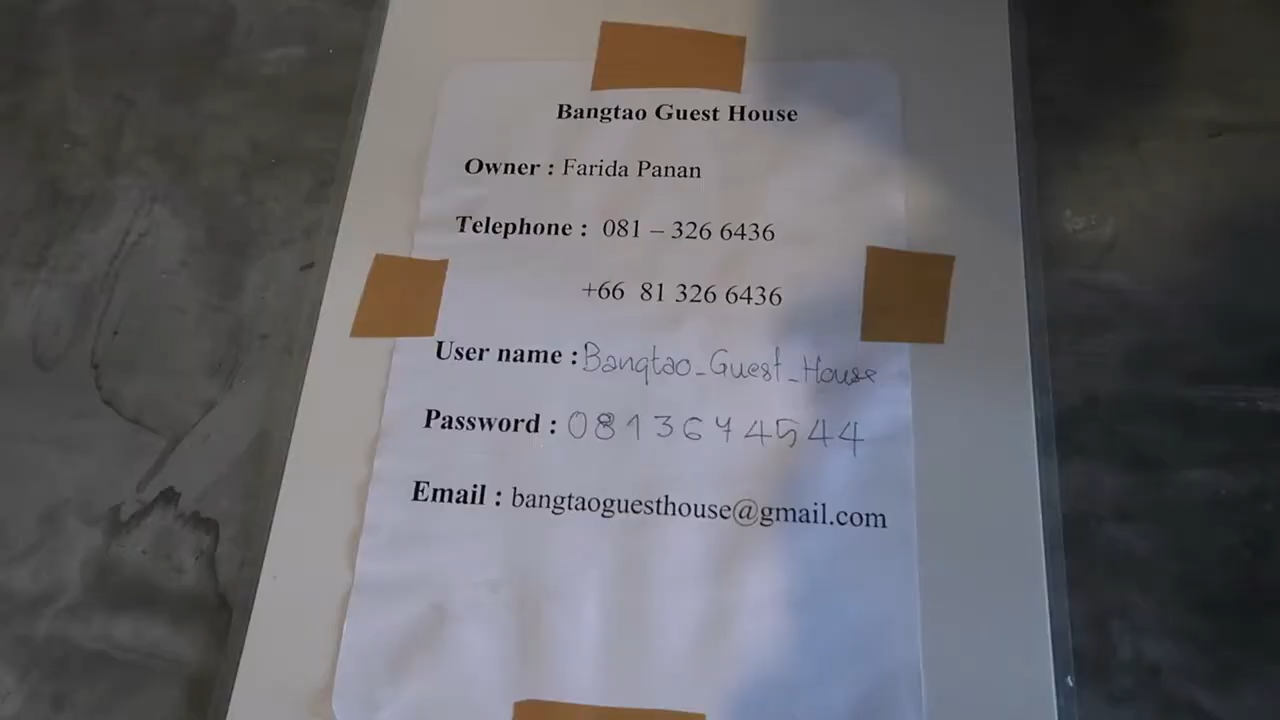 Bangtao Guest House
Owner : Farida Panan
Telephone : 081 – 326 6436
+66 81 326 6436
User name : Bangtao_Guest_House
Password : 0813644544
Email : bangtaoguesthouse@gmail.com